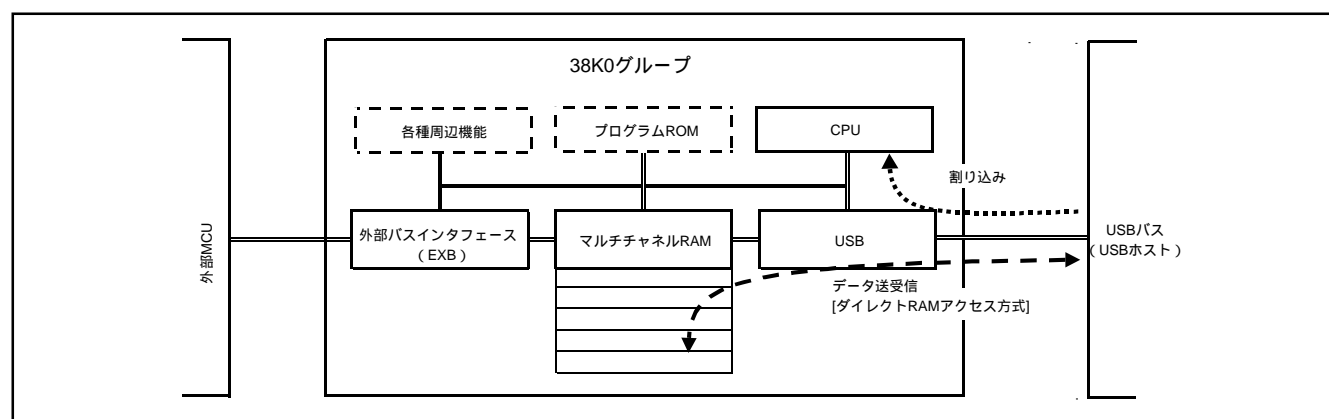 38K0グループ
各種周辺機能
プログラムROM
CPU
割り込み
外部MCU
外部バスインタフェース
(EXB)
マルチチャネルRAM
USB
USBバス
(USBホスト)
データ送受信
[ダイレクトRAMアクセス方式]